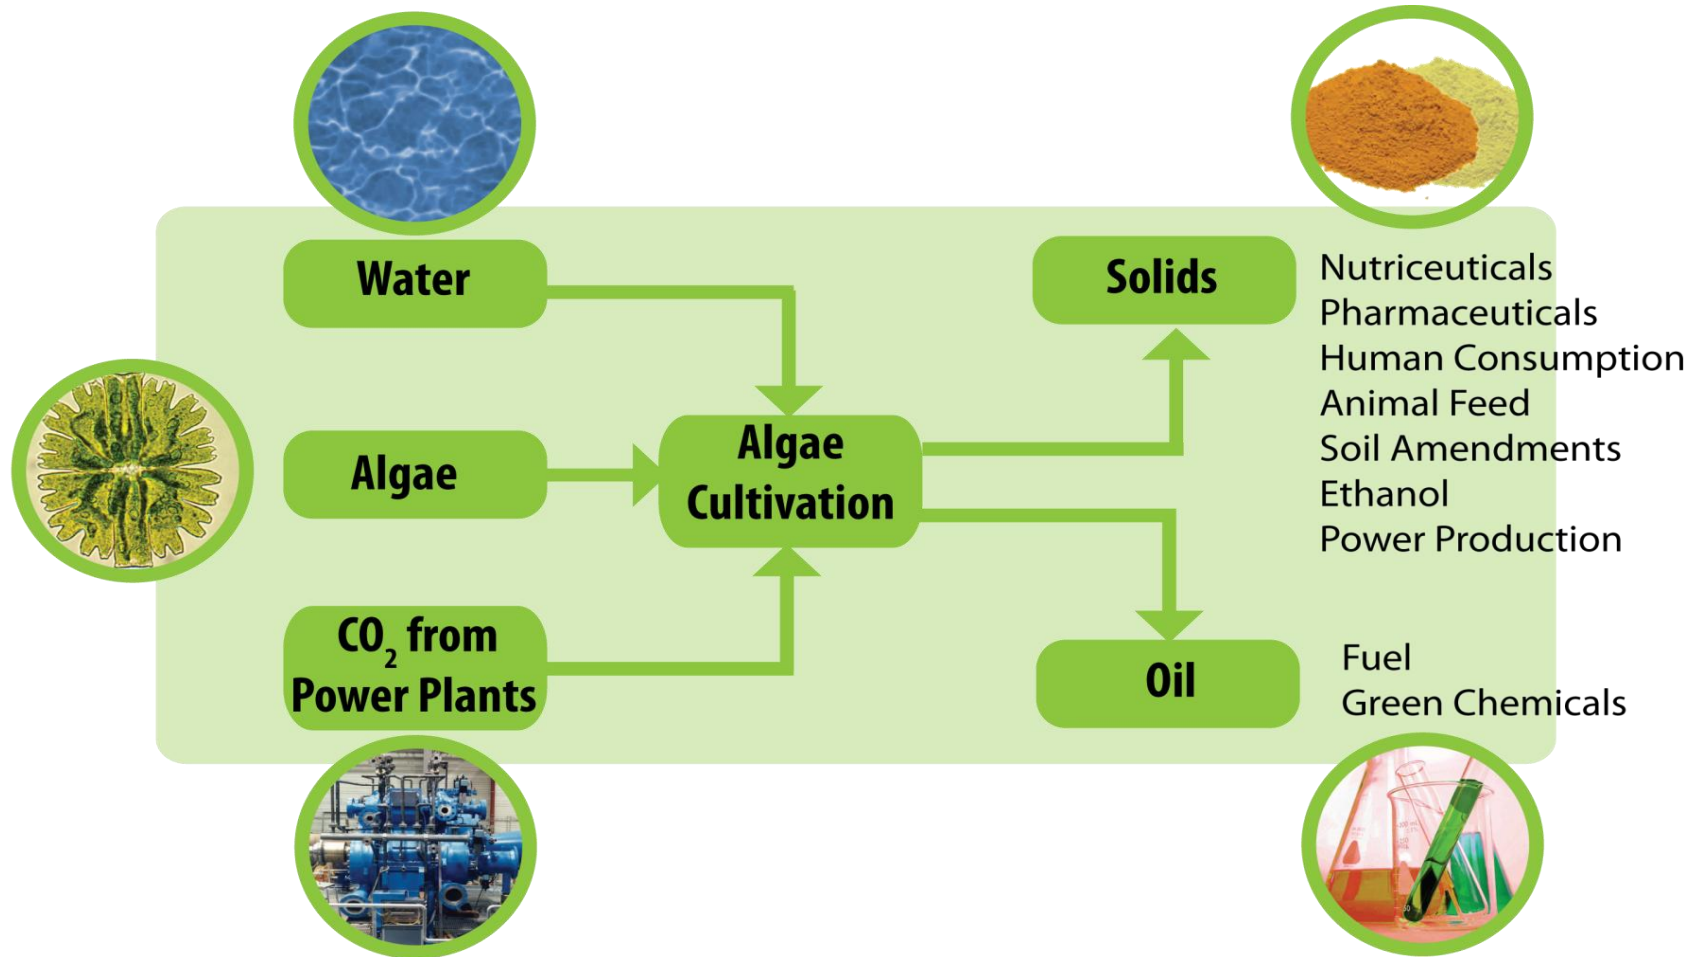 Water
Algae
CO₂ from
Power Plants
Algae
Cultivation
Solids
Nutriceuticals
Pharmaceuticals
Human Consumption
Animal Feed
Soil Amendments
Ethanol
Power Production
Oil
Fuel
Green Chemicals